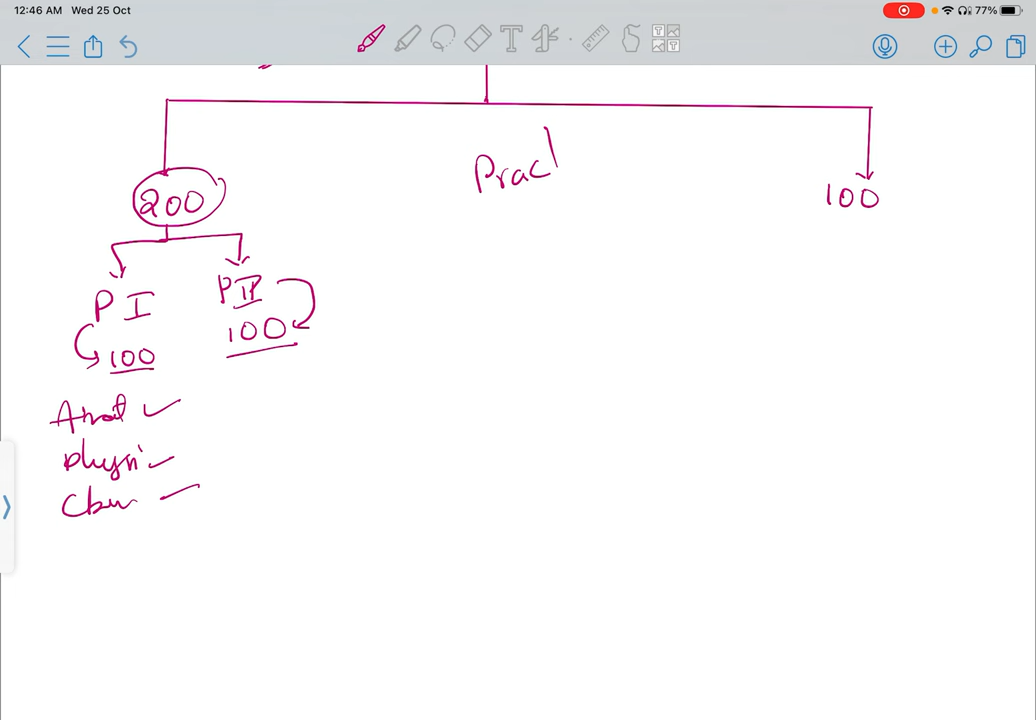 12:46 AM Wed 25 Oct
77%
Prac
200
100
P I
P II
100
100
Anat
physi